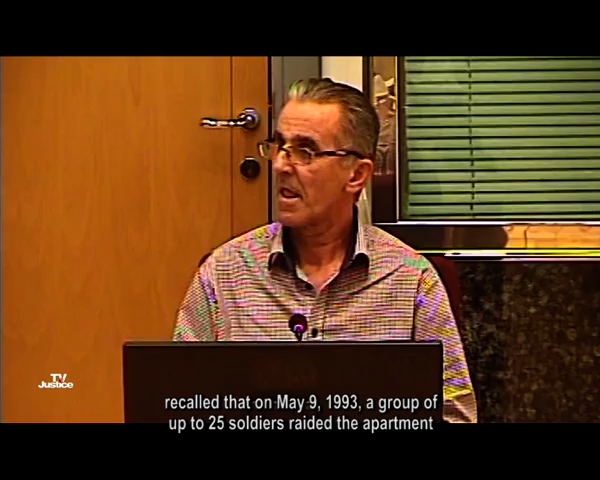 TV
Justice
recalled that on May 9, 1993, a group of
up to 25 soldiers raided the apartment